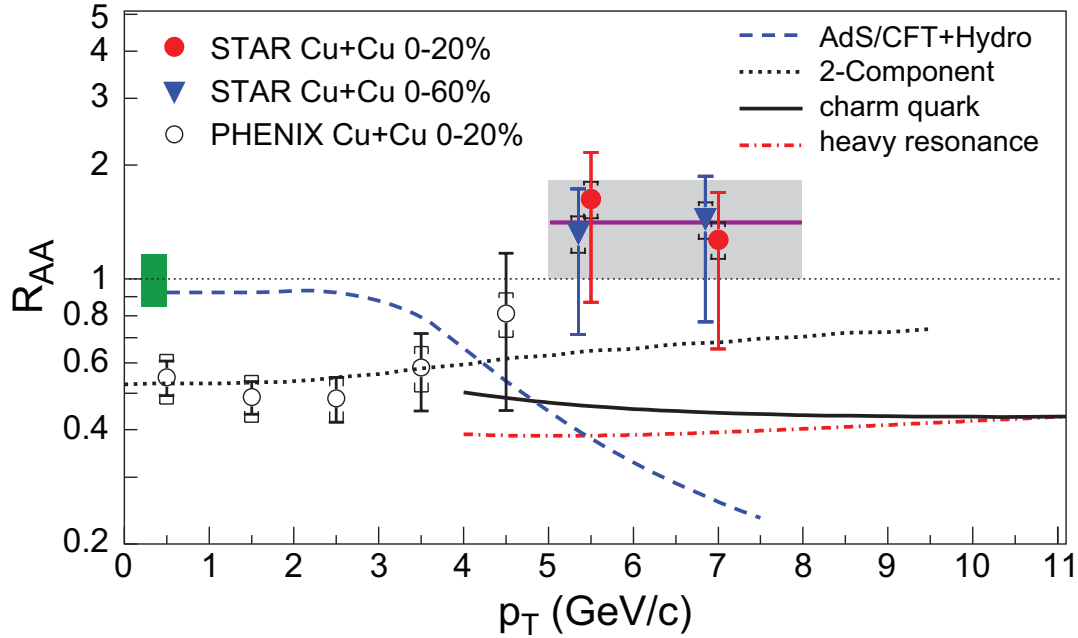 5
4
3
2
1
0.8
0.6
0.4
0.2
R_AA
STAR Cu+Cu 0-20%
STAR Cu+Cu 0-60%
PHENIX Cu+Cu 0-20%
AdS/CFT+Hydro
2-Component
charm quark
heavy resonance
0 1 2 3 4 5 6 7 8 9 10 11
p_T (GeV/c)